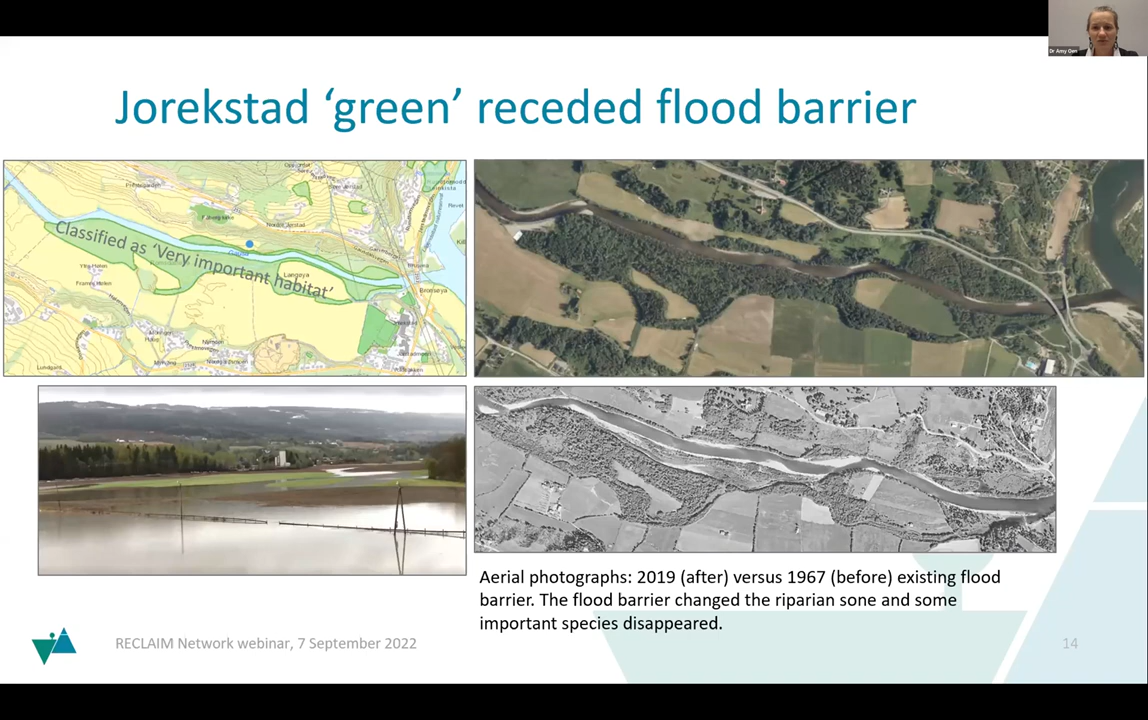 Dr Amy Oen
Jorekstad ‘green’ receded flood barrier
Classified as ‘Very important habitat’
Langøya
Aerial photographs: 2019 (after) versus 1967 (before) existing flood
barrier. The flood barrier changed the riparian sone and some
important species disappeared.
RECLAIM Network webinar, 7 September 2022
14